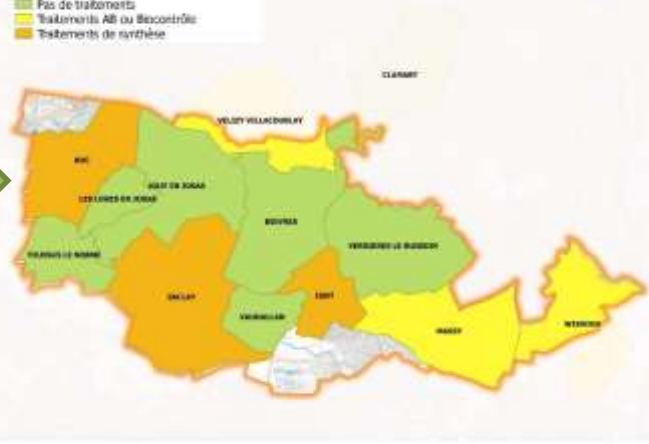 Pas de traitements
Traitements AB ou Biocontrôle
Traitements de synthèse
CLAMART
VELIZY VILLACOUBLAY
BUC
JOUY EN JOSAS
LES LOGES EN JOSAS
BIEVRES
VERRIERES LE BUISSON
TOUSSUS LE NOBLE
SACLAY
IGNY
VAUHALLAN
MASSY
WISSOUS